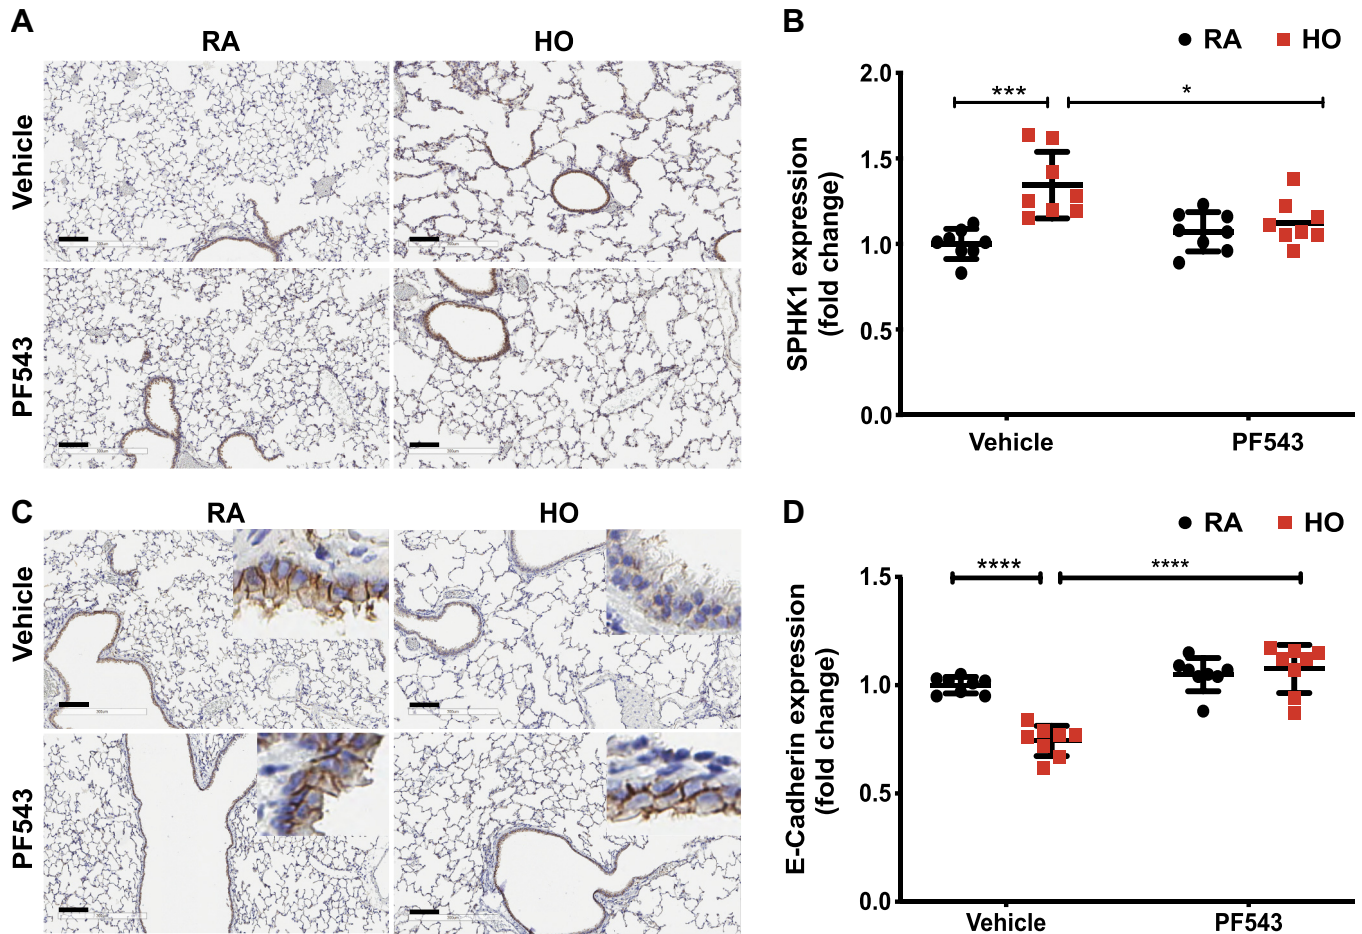 A
RA
HO
Vehicle
PF543
B
RA
HO
SPHK1 expression
(fold change)
2.0
1.5
1.0
0.5
0.0
***
*
Vehicle
PF543
C
RA
HO
Vehicle
PF543
D
RA
HO
E-Cadherin expression
(fold change)
1.5
1.0
0.5
0.0
****
****
Vehicle
PF543